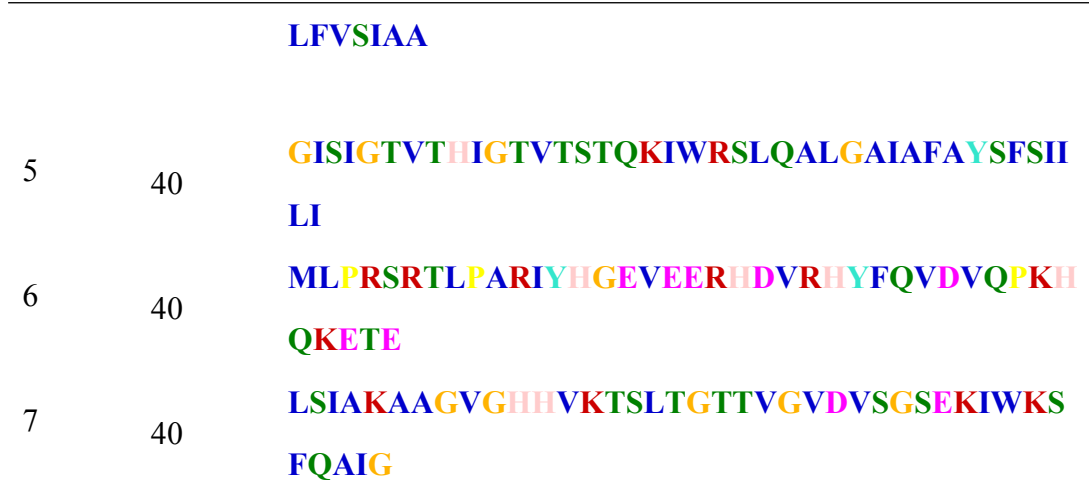 LFVSIAA
5 40 GISIGTVTHIGTVTSTQKIWRSLQALGAIAFAYSFSII
LI
6 40 MLPRSRTLPARIYHGEVEERHDVRHYFQVDVQPKH
QKETE
7 40 LSIAKAAGVGHHVKTSLTGTTVGVDVSGSEKIWKS
FQAIG